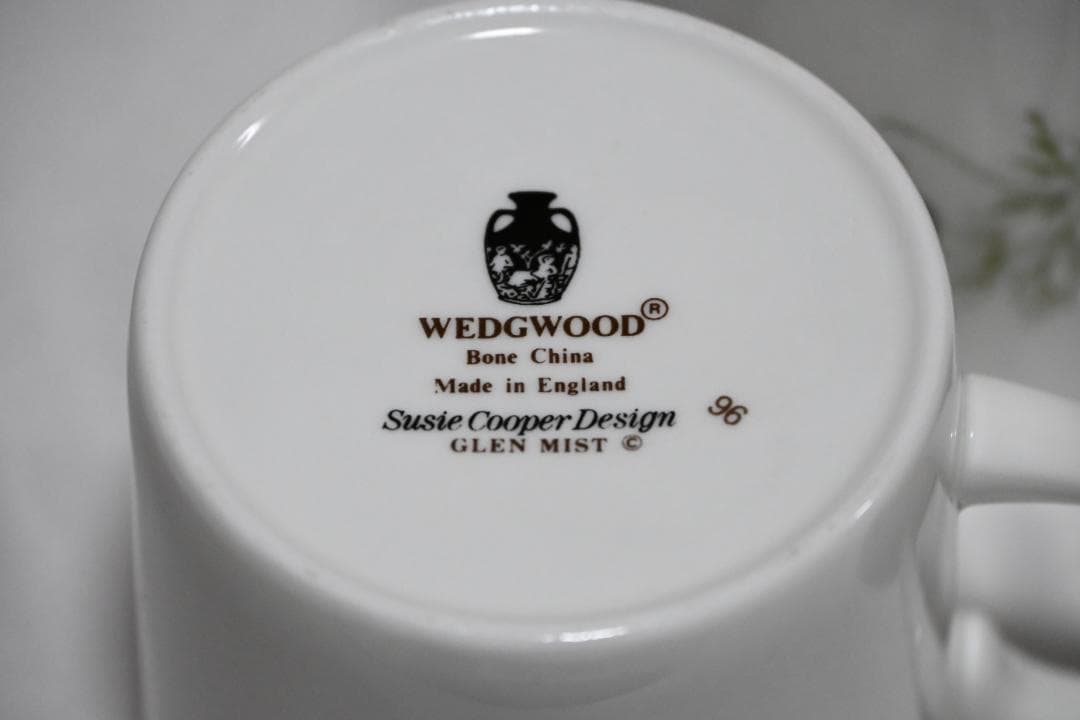 WEDGWOOD®
Bone China
Made in England
Susie Cooper Design
96
GLEN MIST ©